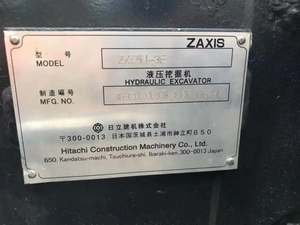 ZAXIS
型 号
MODEL
液压挖掘机
HYDRAULIC EXCAVATOR
制造编号
MFG. NO.
日立建机株式会社
〒300-0013 日本国茨城县土浦市神立町650
Hitachi Construction Machinery Co., Ltd.
650, Kandatsu-machi, Tsuchiura-shi, Ibaraki-ken 300-0013 Japan